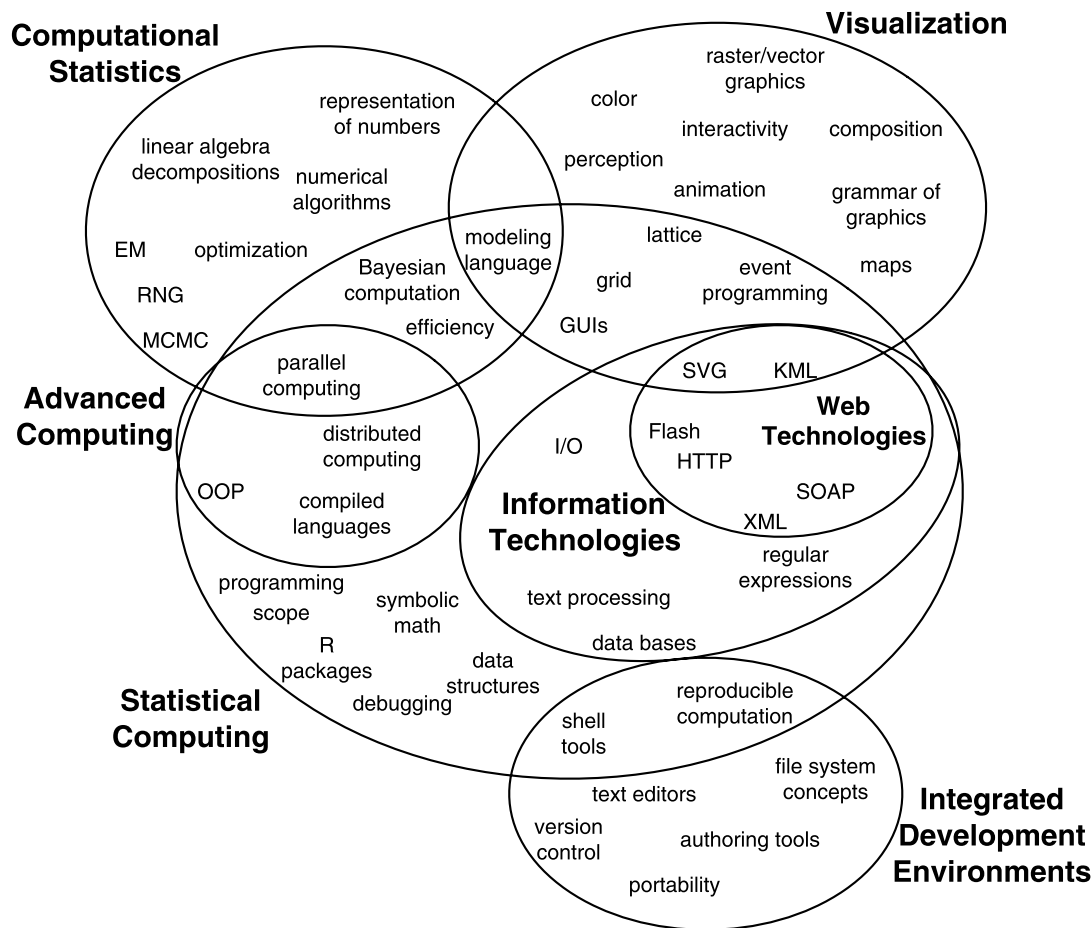 Computational
Statistics
Visualization
representation
of numbers
linear algebra
decompositions
numerical
algorithms
EM
optimization
RNG
MCMC
Bayesian
computation
efficiency
modeling
language
raster/vector
graphics
color
interactivity
composition
perception
animation
grammar of
graphics
lattice
maps
grid
event
programming
GUIs
Advanced
Computing
parallel
computing
distributed
computing
OOP
compiled
languages
SVG
KML
Web
Technologies
Flash
HTTP
SOAP
XML
I/O
Information
Technologies
regular
expressions
text processing
data bases
programming
scope
symbolic
math
R
packages
data
structures
debugging
Statistical
Computing
reproducible
computation
shell
tools
file system
concepts
text editors
version
control
authoring tools
portability
Integrated
Development
Environments